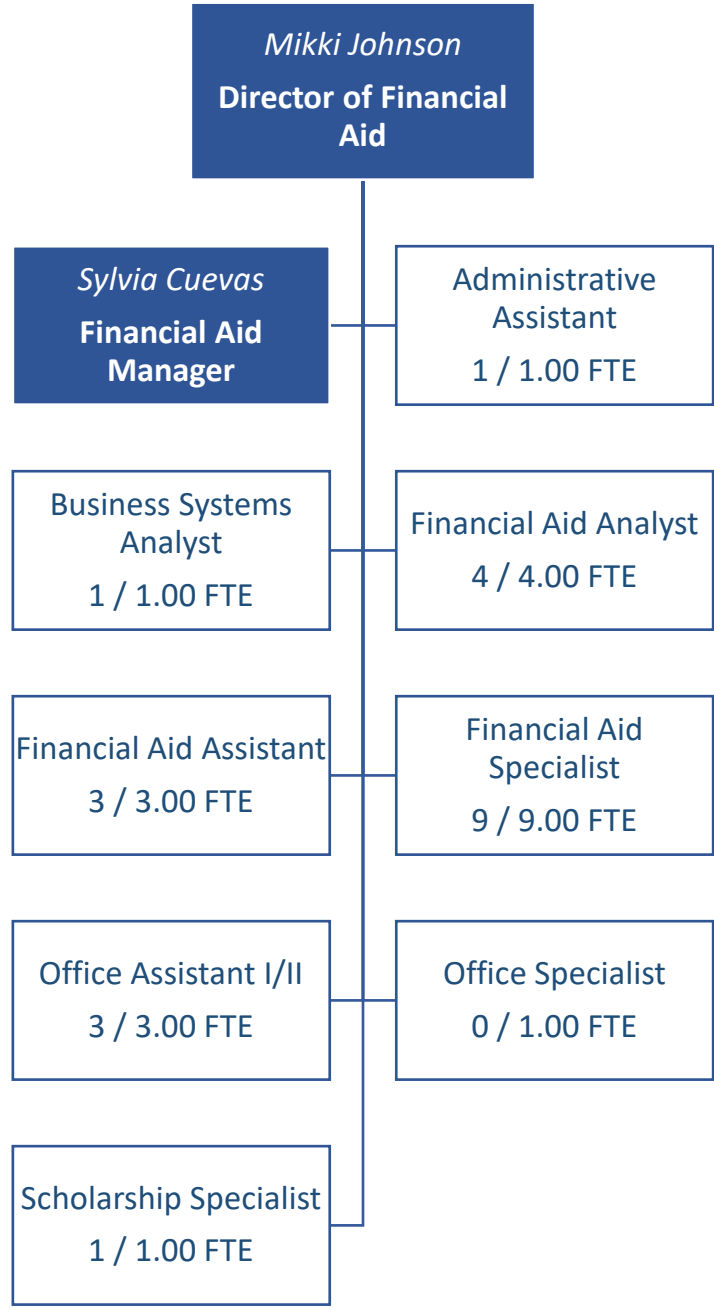 Mikki Johnson
Director of Financial
Aid
Sylvia Cuevas
Financial Aid
Manager
Administrative
Assistant
1 / 1.00 FTE
Business Systems
Analyst
1 / 1.00 FTE
Financial Aid Analyst
4 / 4.00 FTE
Financial Aid Assistant
3 / 3.00 FTE
Financial Aid
Specialist
9 / 9.00 FTE
Office Assistant I/II
3 / 3.00 FTE
Office Specialist
0 / 1.00 FTE
Scholarship Specialist
1 / 1.00 FTE